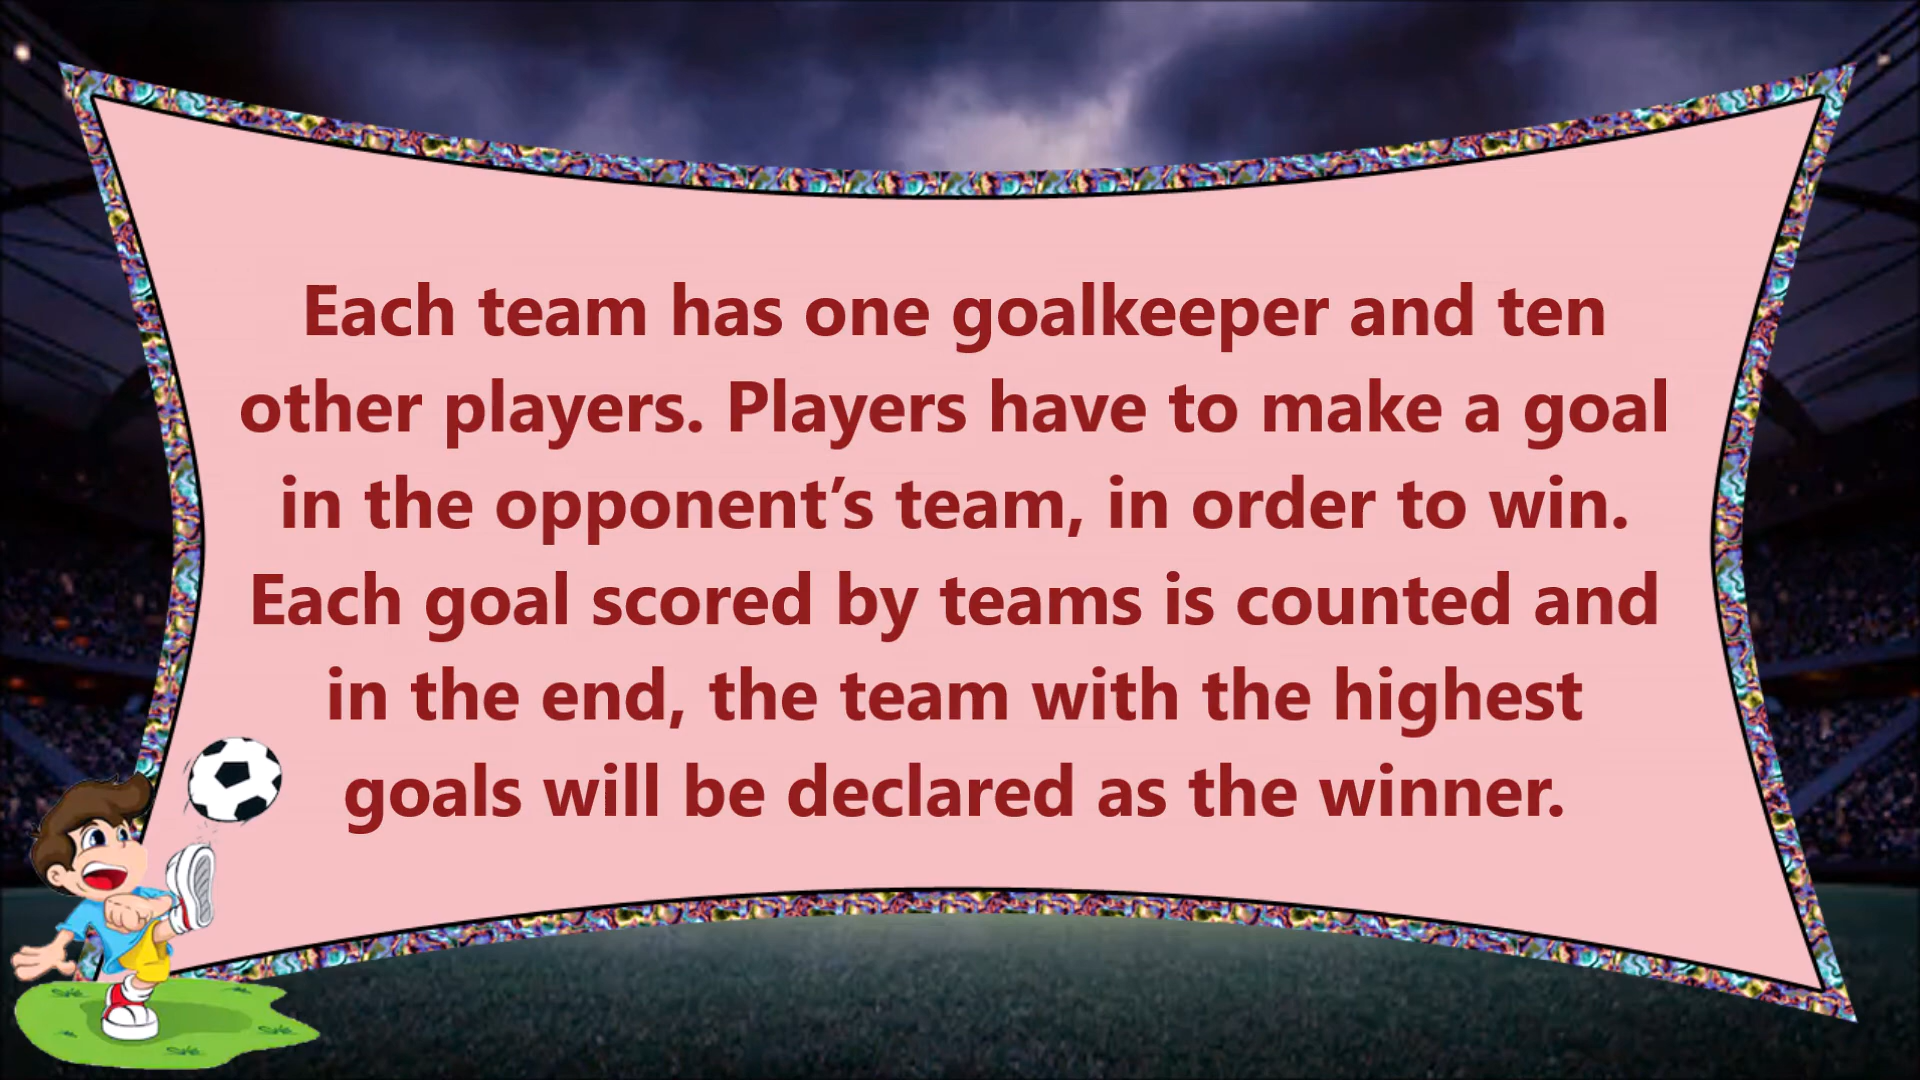 Each team has one goalkeeper and ten
other players. Players have to make a goal
in the opponent’s team, in order to win.
Each goal scored by teams is counted and
in the end, the team with the highest
goals will be declared as the winner.